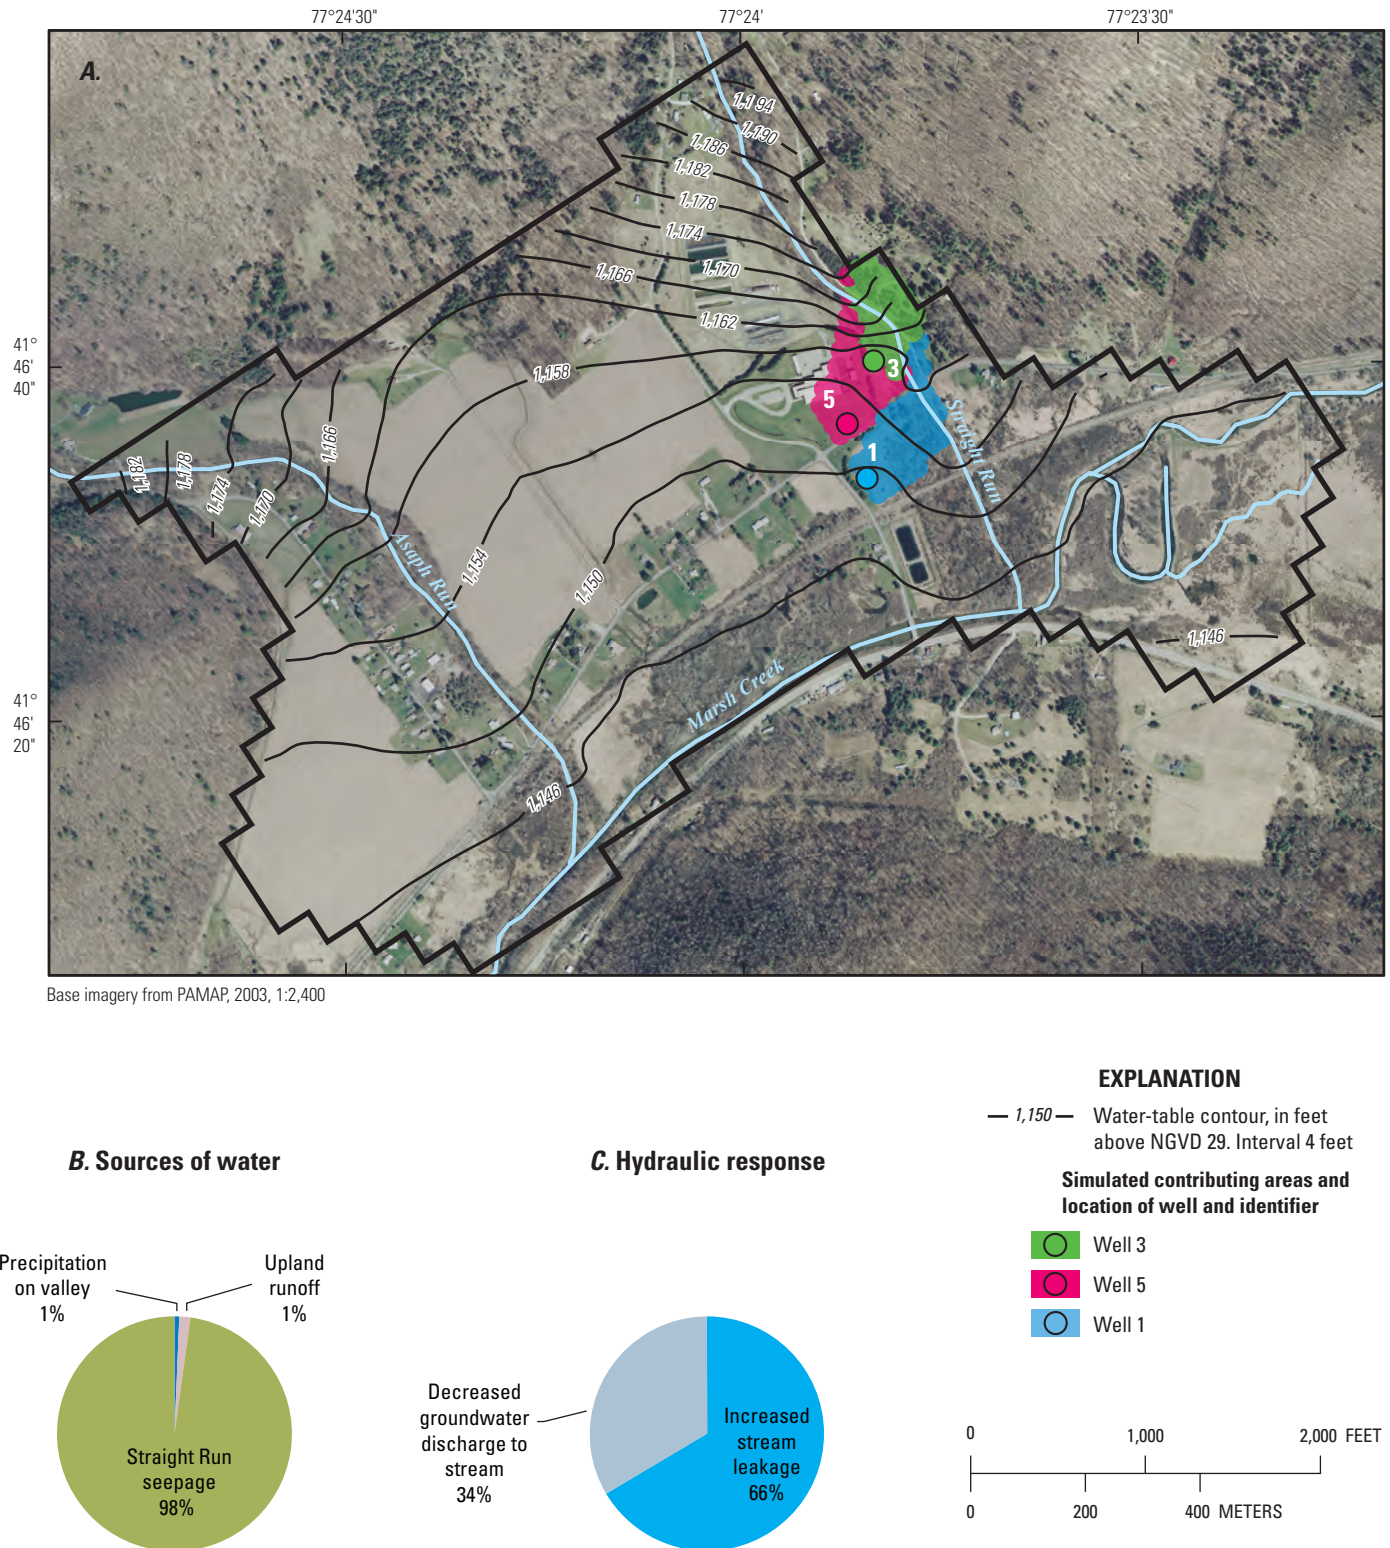 77°24'30"
77°24'
77°23'30"
A.
1,194
1,190
1,186
1,182
1,178
1,174
1,170
1,166
1,162
1,158
41°
46'
40"
3
5
1
Straight Run
1,182
1,178
1,174
1,170
1,166
Asaph Run
1,154
1,150
1,146
Marsh Creek
41°
46'
20"
1,146
Base imagery from PAMAP, 2003, 1:2,400
EXPLANATION
1,150
Water-table contour, in feet
above NGVD 29. Interval 4 feet
Simulated contributing areas and
location of well and identifier
Well 3
Well 5
Well 1
B. Sources of water
Precipitation
on valley
1%
Upland
runoff
1%
Straight Run
seepage
98%
C. Hydraulic response
Decreased
groundwater
discharge to
stream
34%
Increased
stream
leakage
66%
0
1,000
2,000 FEET
0
200
400 METERS